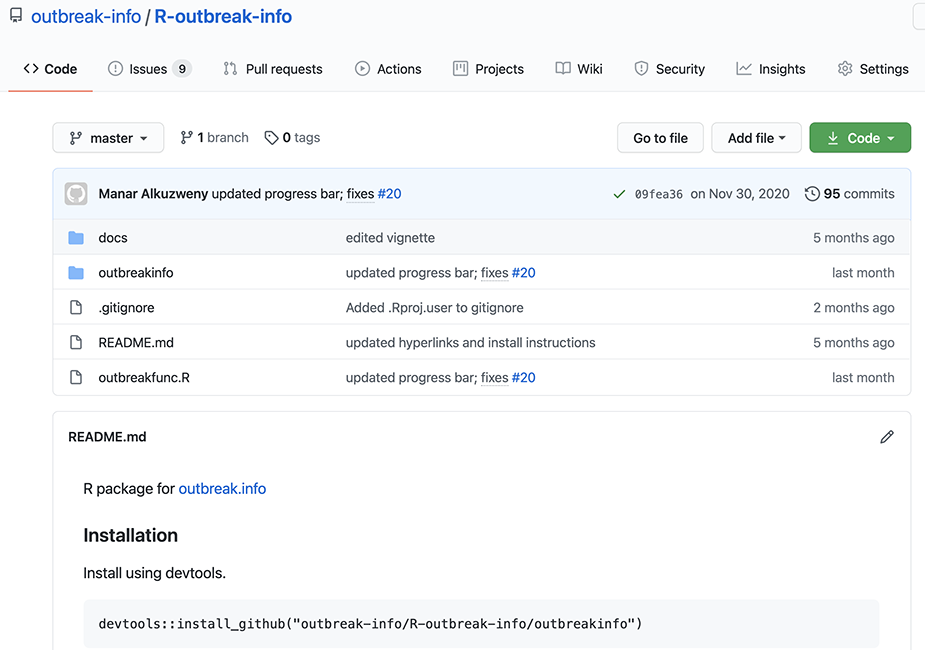 outbreak-info / R-outbreak-info
Code Issues 9 Pull requests Actions Projects Wiki Security Insights Settings
master 1 branch 0 tags Go to file Add file Code
Manar Alkuzweny updated progress bar; fixes #20 09fea36 on Nov 30, 2020 95 commits
docs edited vignette 5 months ago
outbreakinfo updated progress bar; fixes #20 last month
.gitignore Added .Rproj.user to gitignore 2 months ago
README.md updated hyperlinks and install instructions 5 months ago
outbreakfunc.R updated progress bar; fixes #20 last month
README.md
R package for outbreak.info
Installation
Install using devtools.
devtools::install_github("outbreak-info/R-outbreak-info/outbreakinfo")